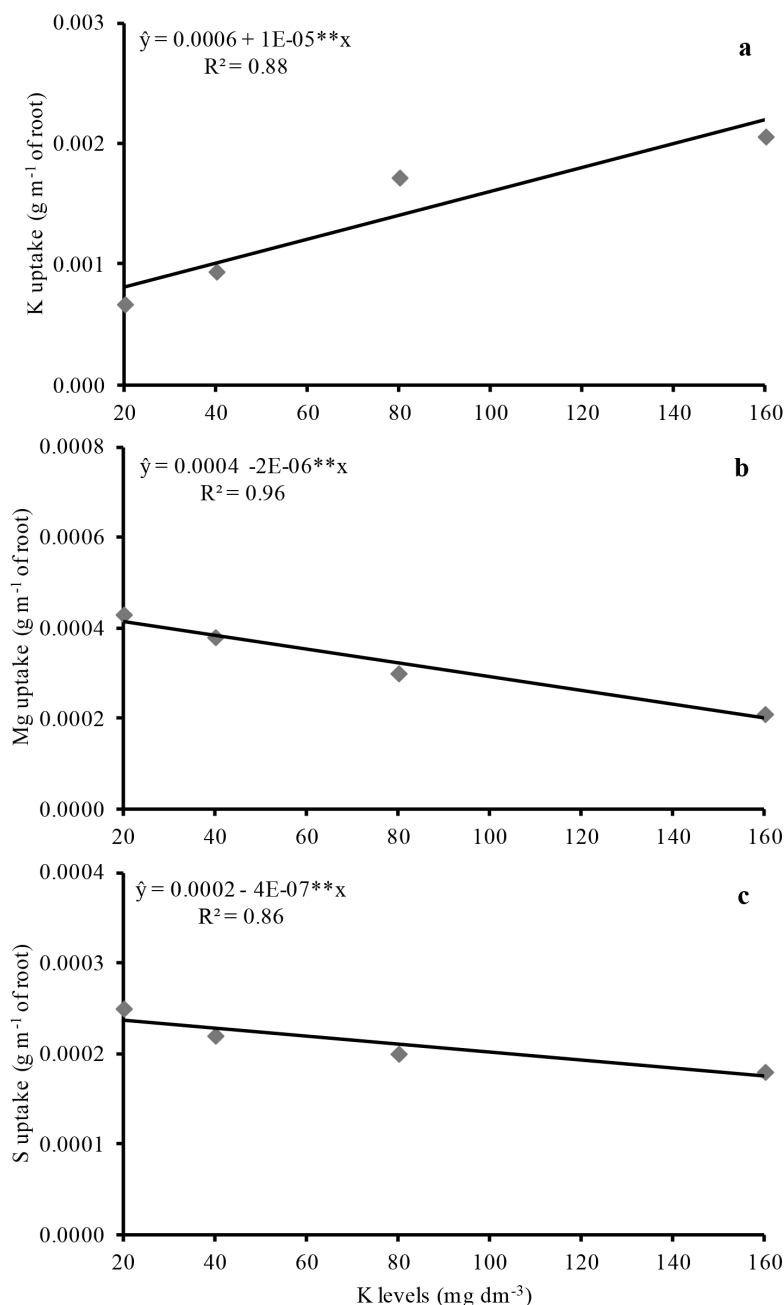 ŷ = 0.0006 + 1E-05**x
R² = 0.88
a
K uptake (g m⁻¹ of root)
0.003
0.002
0.001
0.000
20 40 60 80 100 120 140 160
ŷ = 0.0004 -2E-06**x
R² = 0.96
b
Mg uptake (g m⁻¹ of root)
0.0008
0.0006
0.0004
0.0002
0.0000
20 40 60 80 100 120 140 160
ŷ = 0.0002 - 4E-07**x
R² = 0.86
c
S uptake (g m⁻¹ of root)
0.0004
0.0003
0.0002
0.0001
0.0000
20 40 60 80 100 120 140 160
K levels (mg dm⁻³)